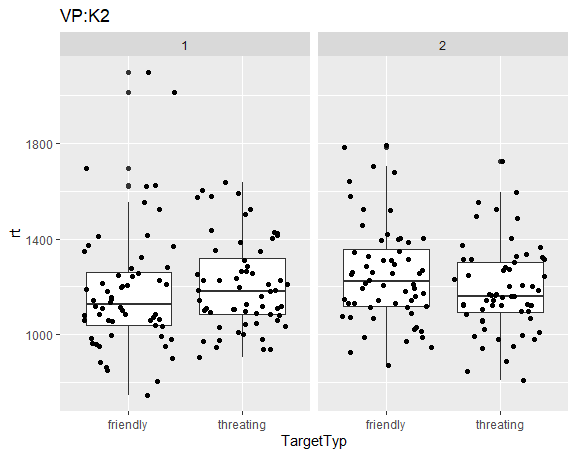 VP:K2
1
2
rt
1800
1400
1000
friendly
threating
friendly
threating
TargetTyp